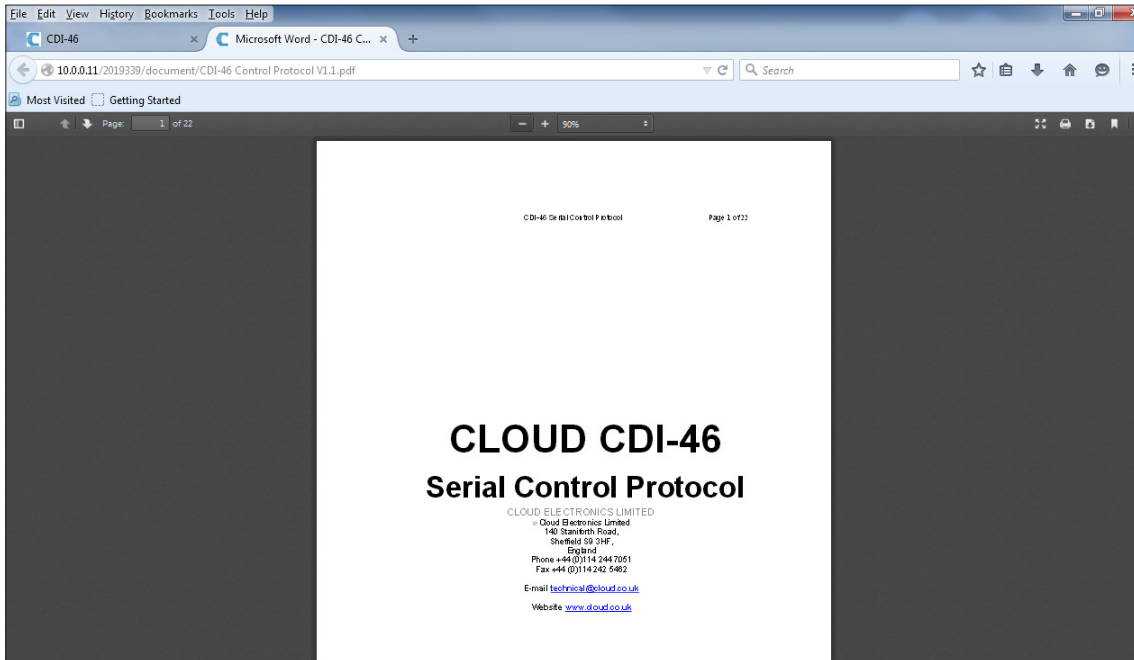 File Edit View History Bookmarks Tools Help
CDI-46 × Microsoft Word - CDI-46 C... × +
10.0.0.11/2019339/document/CDI-46 Control Protocol V1.1.pdf Search
Most Visited Getting Started
Page: 1 of 22 − + 90%
CDI-46 Serial Control Protocol Page 1 of 22
CLOUD CDI-46
Serial Control Protocol
CLOUD ELECTRONICS LIMITED
© Cloud Electronics Limited
140 Staniforth Road,
Sheffield S9 3HF,
England
Phone +44 (0)114 244 7051
Fax +44 (0)114 242 5462
E-mail technical@cloud.co.uk
Website www.cloud.co.uk